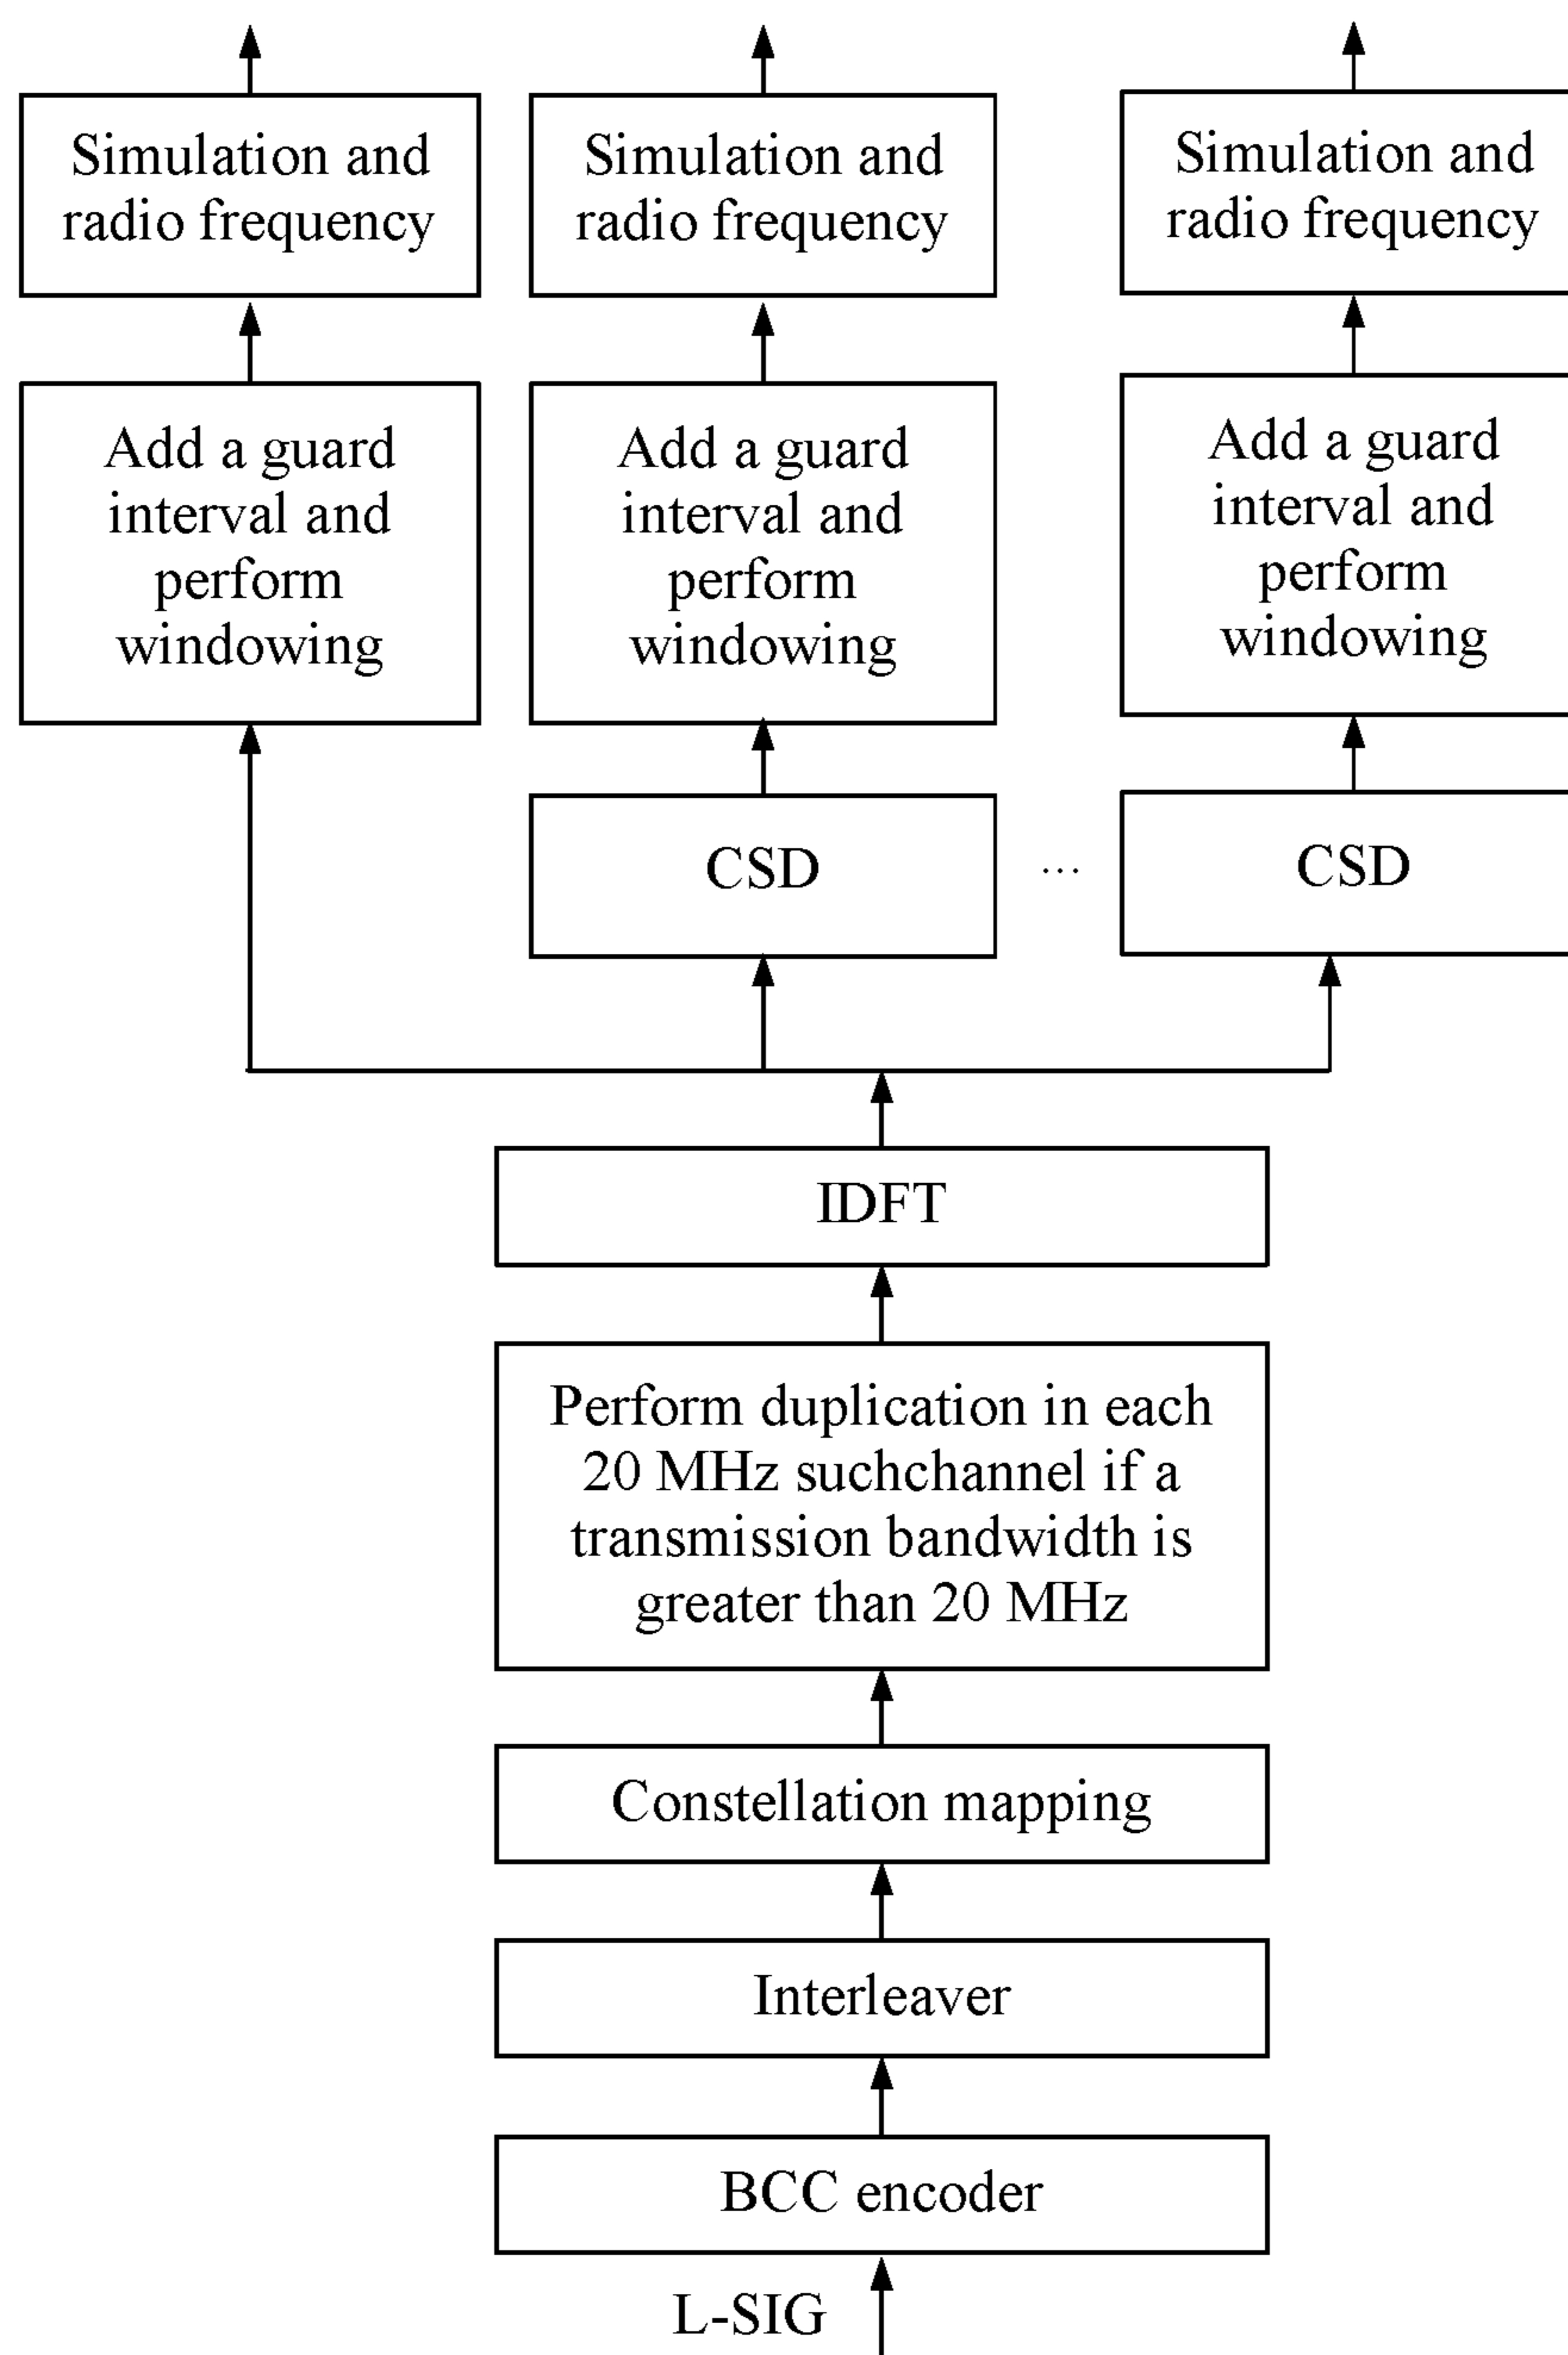 Simulation and
radio frequency
Simulation and
radio frequency
Simulation and
radio frequency
Add a guard
interval and
perform
windowing
Add a guard
interval and
perform
windowing
Add a guard
interval and
perform
windowing
CSD
...
CSD
IDFT
Perform duplication in each
20 MHz suchchannel if a
transmission bandwidth is
greater than 20 MHz
Constellation mapping
Interleaver
BCC encoder
L-SIG